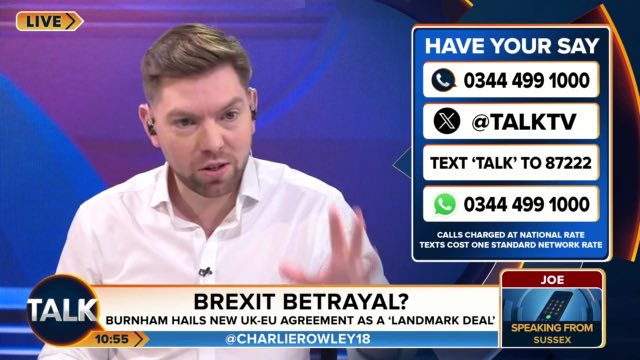 LIVE
HAVE YOUR SAY
0344 499 1000
@TALKTV
TEXT 'TALK' TO 87222
0344 499 1000
CALLS CHARGED AT NATIONAL RATE
TEXTS COST ONE STANDARD NETWORK RATE
JOE
SPEAKING FROM
SUSSEX
TALK
BREXIT BETRAYAL?
BURNHAM HAILS NEW UK-EU AGREEMENT AS A 'LANDMARK DEAL'
10:55
@CHARLIEROWLEY18